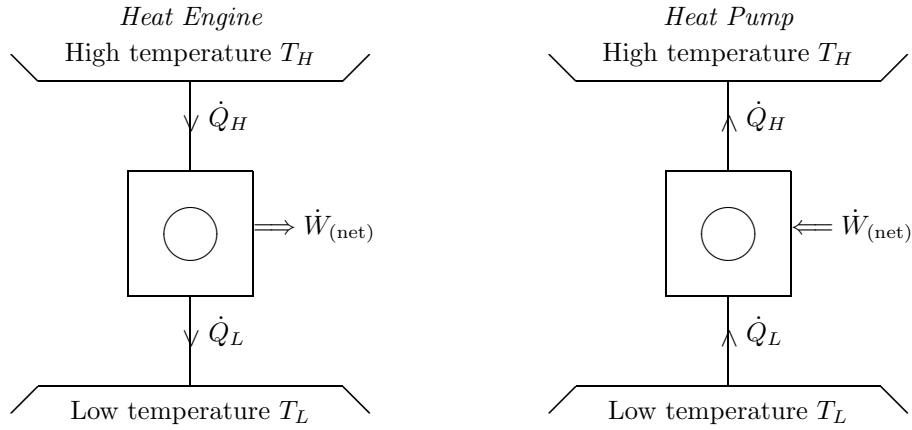 Heat Engine
High temperature T_H
Q̇_H
⟹ Ẇ_(net)
Q̇_L
Low temperature T_L
Heat Pump
High temperature T_H
Q̇_H
⟸ Ẇ_(net)
Q̇_L
Low temperature T_L